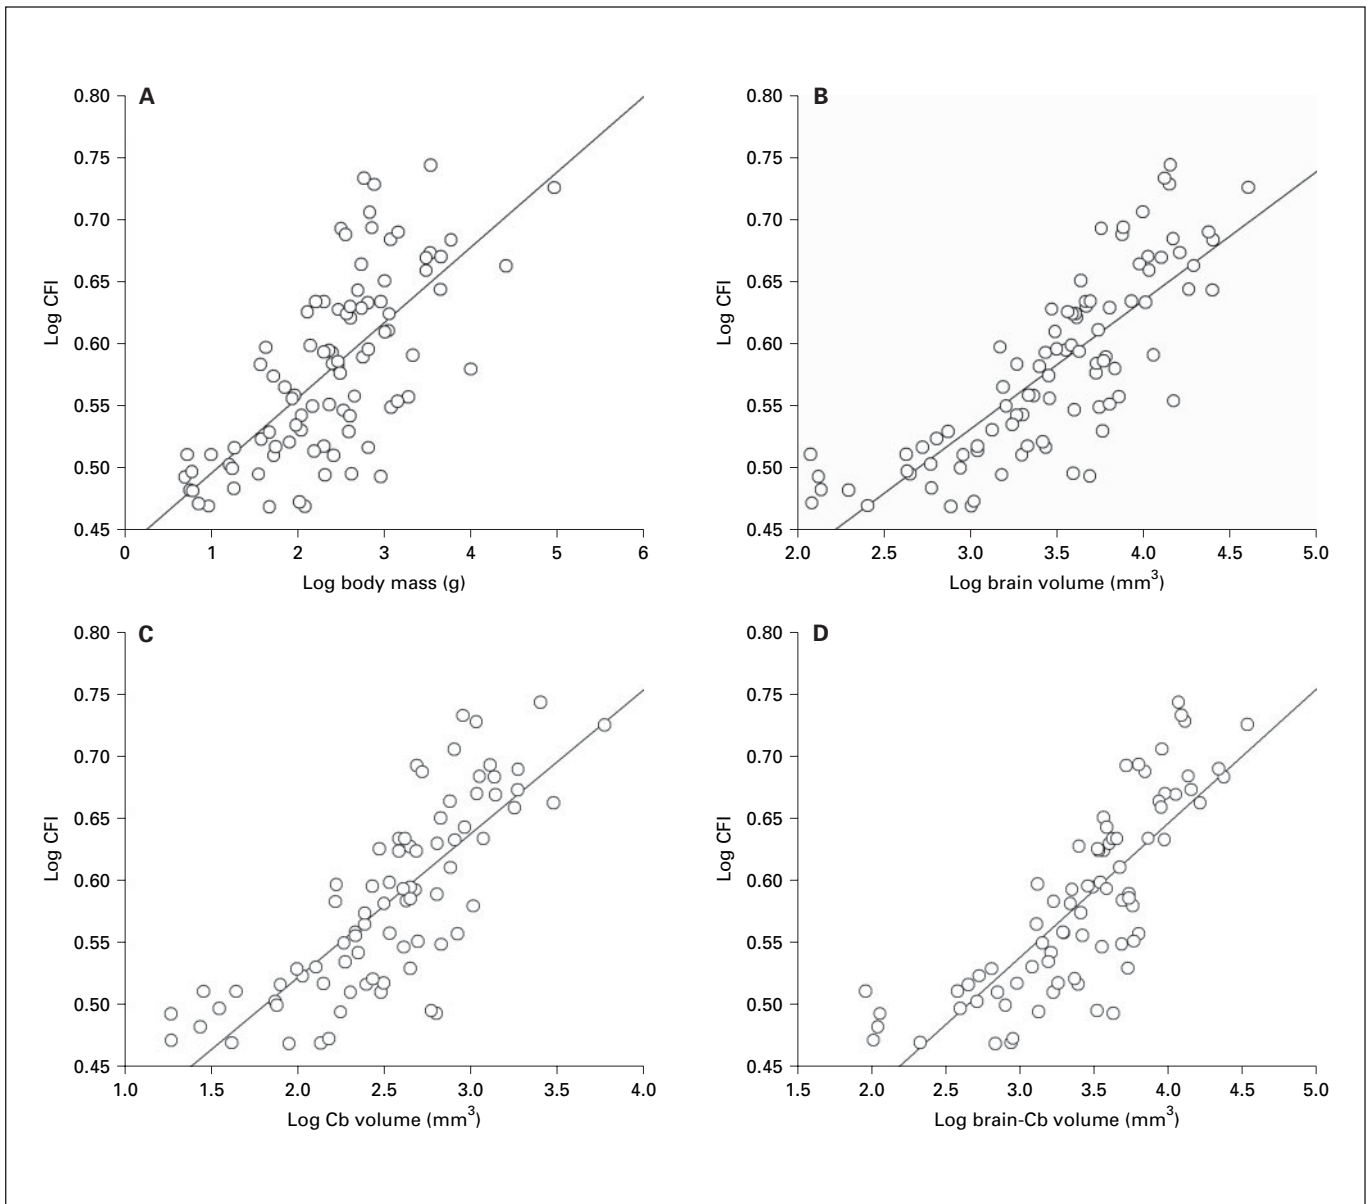 A
0.80
0.75
0.70
0.65
0.60
0.55
0.50
0.45
Log CFI
0 1 2 3 4 5 6
Log body mass (g)
B
0.80
0.75
0.70
0.65
0.60
0.55
0.50
0.45
Log CFI
2.0 2.5 3.0 3.5 4.0 4.5 5.0
Log brain volume (mm³)
C
0.80
0.75
0.70
0.65
0.60
0.55
0.50
0.45
Log CFI
1.0 1.5 2.0 2.5 3.0 3.5 4.0
Log Cb volume (mm³)
D
0.80
0.75
0.70
0.65
0.60
0.55
0.50
0.45
Log CFI
1.5 2.0 2.5 3.0 3.5 4.0 4.5 5.0
Log brain-Cb volume (mm³)